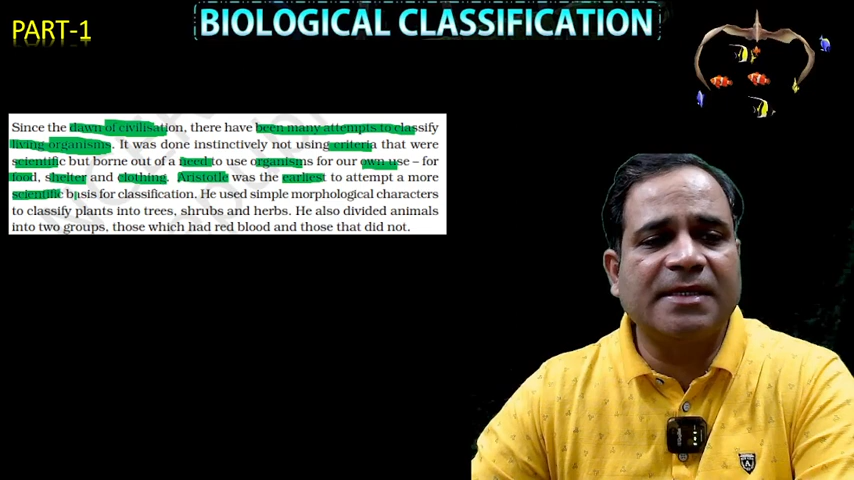 BIOLOGICAL CLASSIFICATION
PART-1
Since the dawn of civilisation, there have been many attempts to classify
living organisms. It was done instinctively not using criteria that were
scientific but borne out of a need to use organisms for our own use – for
food, shelter and clothing. Aristotle was the earliest to attempt a more
scientific basis for classification. He used simple morphological characters
to classify plants into trees, shrubs and herbs. He also divided animals
into two groups, those which had red blood and those that did not.